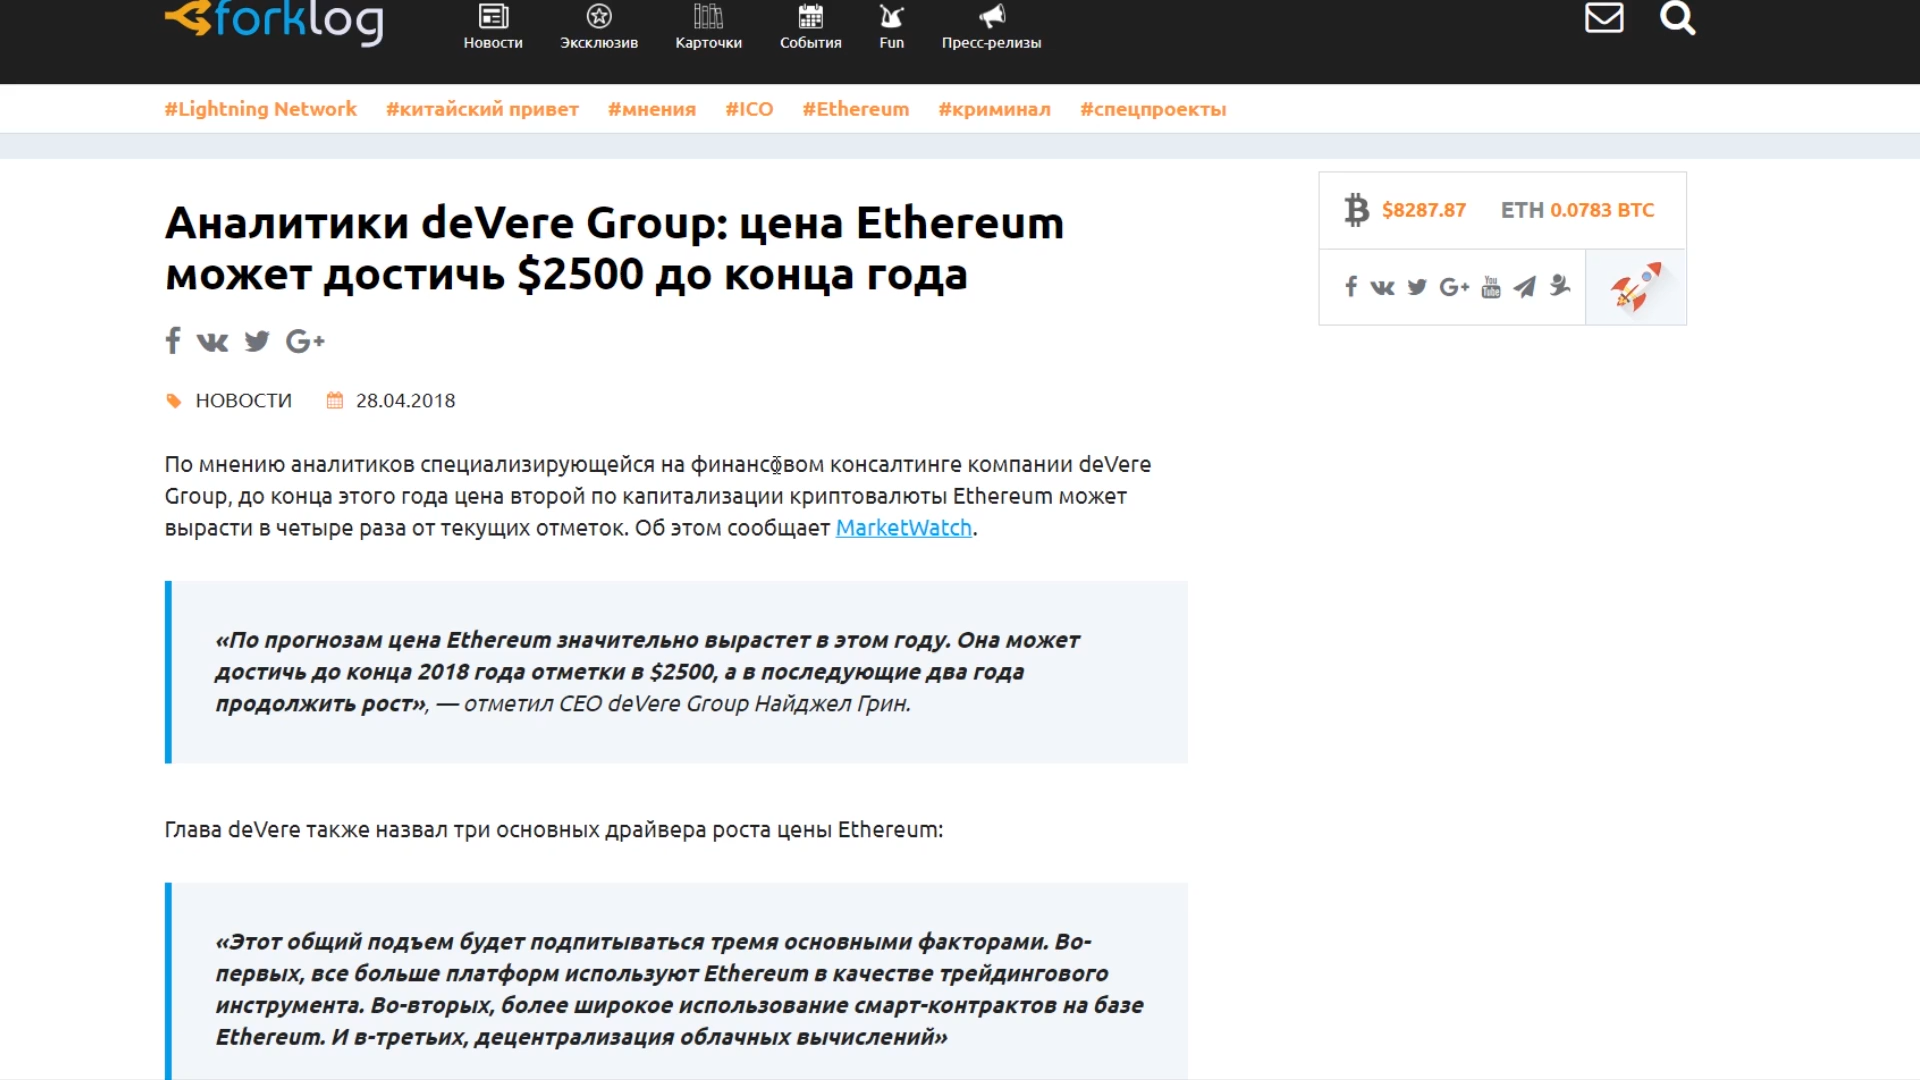 forklog
Новости
Эксклюзив
Карточки
События
Fun
Пресс-релизы
#Lightning Network #китайский привет #мнения #ICO #Ethereum #криминал #спецпроекты
Аналитики deVere Group: цена Ethereum
может достичь $2500 до конца года
$8287.87 ETH 0.0783 BTC
f vk G+ You Tube
f vk G+
НОВОСТИ 28.04.2018
По мнению аналитиков специализирующейся на финансовом консалтинге компании deVere
Group, до конца этого года цена второй по капитализации криптовалюты Ethereum может
вырасти в четыре раза от текущих отметок. Об этом сообщает MarketWatch.
«По прогнозам цена Ethereum значительно вырастет в этом году. Она может
достичь до конца 2018 года отметки в $2500, а в последующие два года
продолжить рост», — отметил CEO deVere Group Найджел Грин.
Глава deVere также назвал три основных драйвера роста цены Ethereum:
«Этот общий подъем будет подпитываться тремя основными факторами. Во-
первых, все больше платформ используют Ethereum в качестве трейдингового
инструмента. Во-вторых, более широкое использование смарт-контрактов на базе
Ethereum. И в-третьих, децентрализация облачных вычислений»